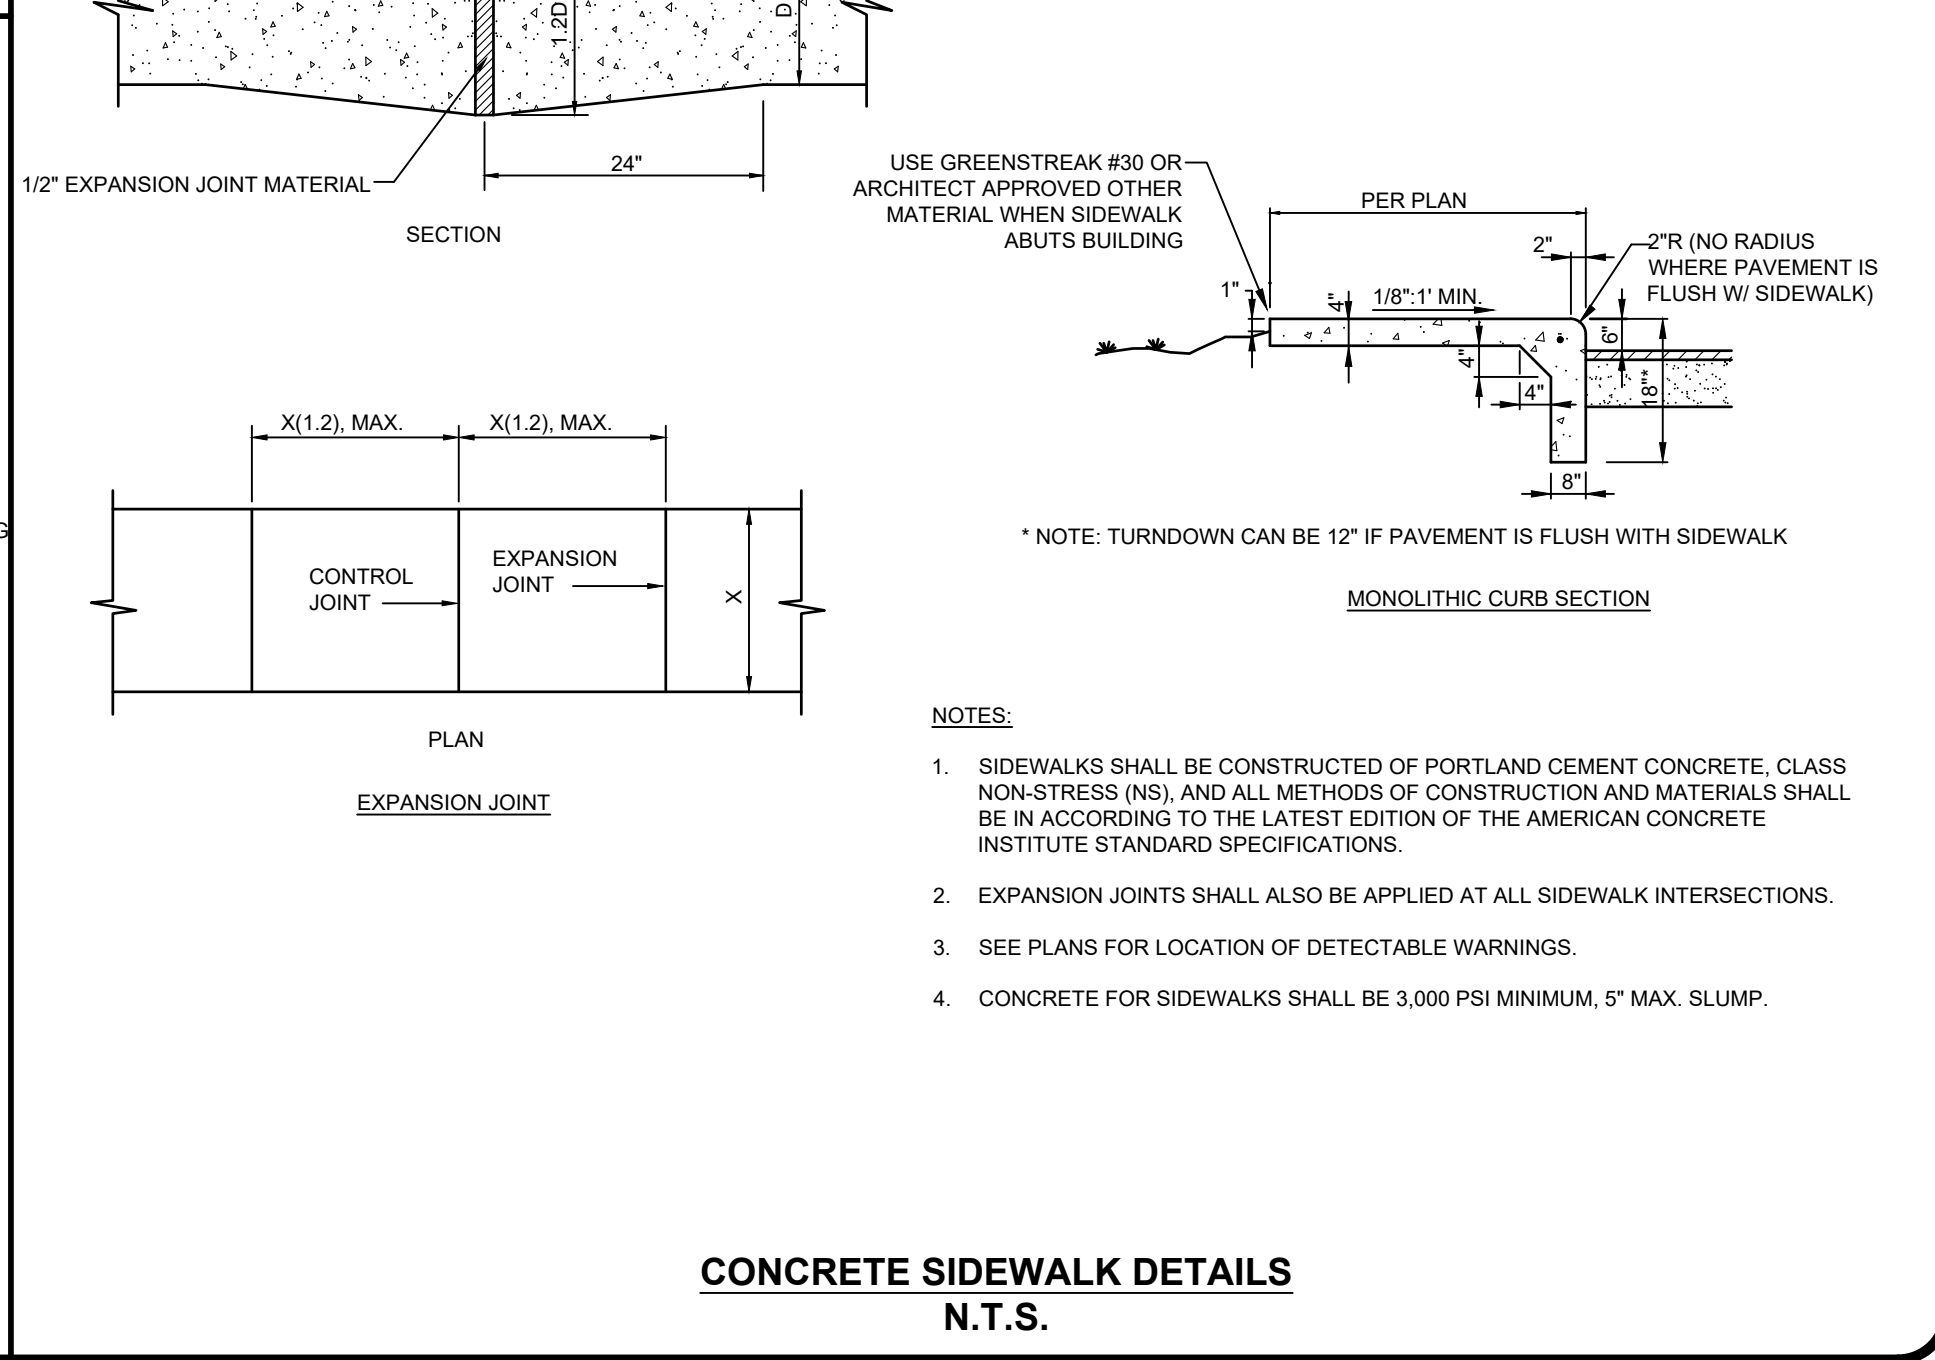 1.2D
D
1/2" EXPANSION JOINT MATERIAL
24"
SECTION
USE GREENSTREAK #30 OR
ARCHITECT APPROVED OTHER
MATERIAL WHEN SIDEWALK
ABUTS BUILDING
PER PLAN
2"
2"R (NO RADIUS
WHERE PAVEMENT IS
FLUSH W/ SIDEWALK)
1"
4"
1/8":1' MIN.
6"
4"
4"
18"*
8"
* NOTE: TURNDOWN CAN BE 12" IF PAVEMENT IS FLUSH WITH SIDEWALK
MONOLITHIC CURB SECTION
X(1.2), MAX.
X(1.2), MAX.
G
CONTROL
JOINT
EXPANSION
JOINT
X
PLAN
EXPANSION JOINT
NOTES:
1. SIDEWALKS SHALL BE CONSTRUCTED OF PORTLAND CEMENT CONCRETE, CLASS
NON-STRESS (NS), AND ALL METHODS OF CONSTRUCTION AND MATERIALS SHALL
BE IN ACCORDING TO THE LATEST EDITION OF THE AMERICAN CONCRETE
INSTITUTE STANDARD SPECIFICATIONS.
2. EXPANSION JOINTS SHALL ALSO BE APPLIED AT ALL SIDEWALK INTERSECTIONS.
3. SEE PLANS FOR LOCATION OF DETECTABLE WARNINGS.
4. CONCRETE FOR SIDEWALKS SHALL BE 3,000 PSI MINIMUM, 5" MAX. SLUMP.
CONCRETE SIDEWALK DETAILS
N.T.S.